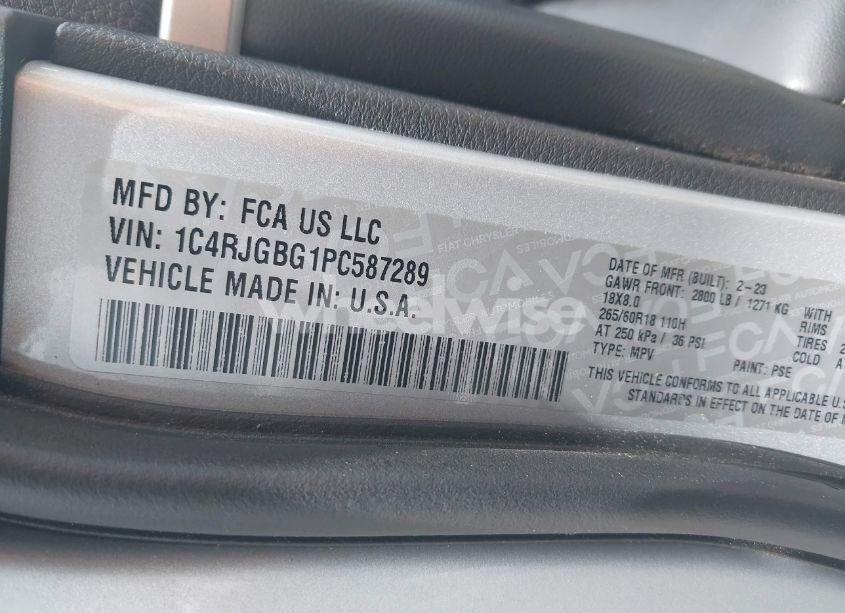 MFD BY: FCA US LLC
VIN: 1C4RJGBG1PC587289
VEHICLE MADE IN: U.S.A.
wheelwise
DATE OF MFR (BUILT): 2-23
GAWR FRONT: 2800 LB / 1271 KG WITH
18X8.0 RIMS
265/60R18 110H TIRES
AT 250 kPa / 36 PSI COLD
TYPE: MPV PAINT: PSE
THIS VEHICLE CONFORMS TO ALL APPLICABLE U.S
STANDARDS IN EFFECT ON THE DATE OF